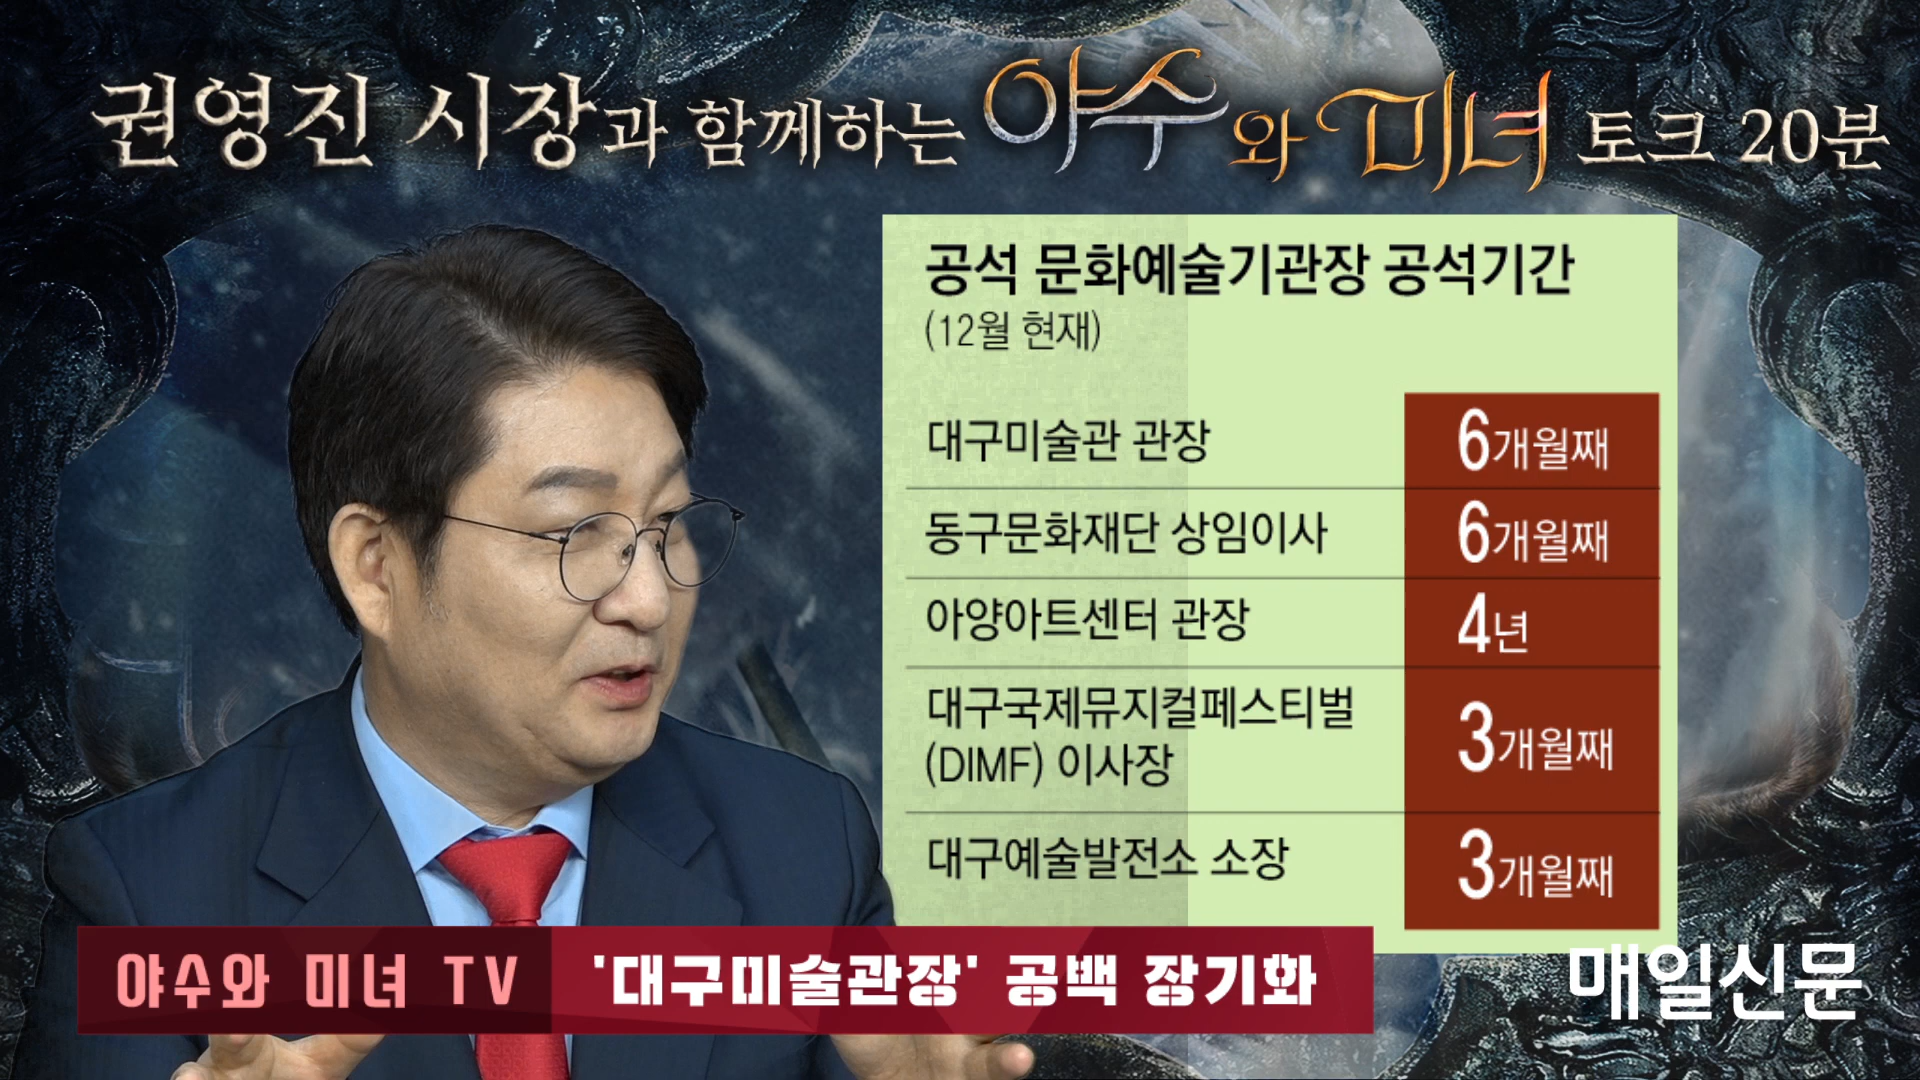 권영진 시장과 함께하는 야수와 미녀 토크 20분
공석 문화예술기관장 공석기간
(12월 현재)
대구미술관 관장 6개월째
동구문화재단 상임이사 6개월째
아양아트센터 관장 4년
대구국제뮤지컬페스티벌
(DIMF) 이사장 3개월째
대구예술발전소 소장 3개월째
야수와 미녀 TV '대구미술관장' 공백 장기화
매일신문